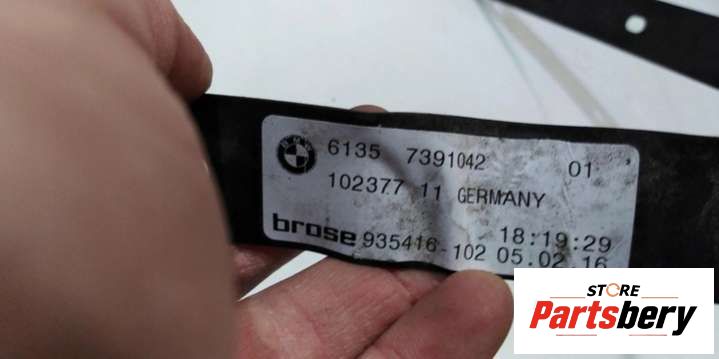 6135 7391042 01
102377 11 GERMANY
18:19:29
brose 935416-102 05.02.16
STORE
Partsbery